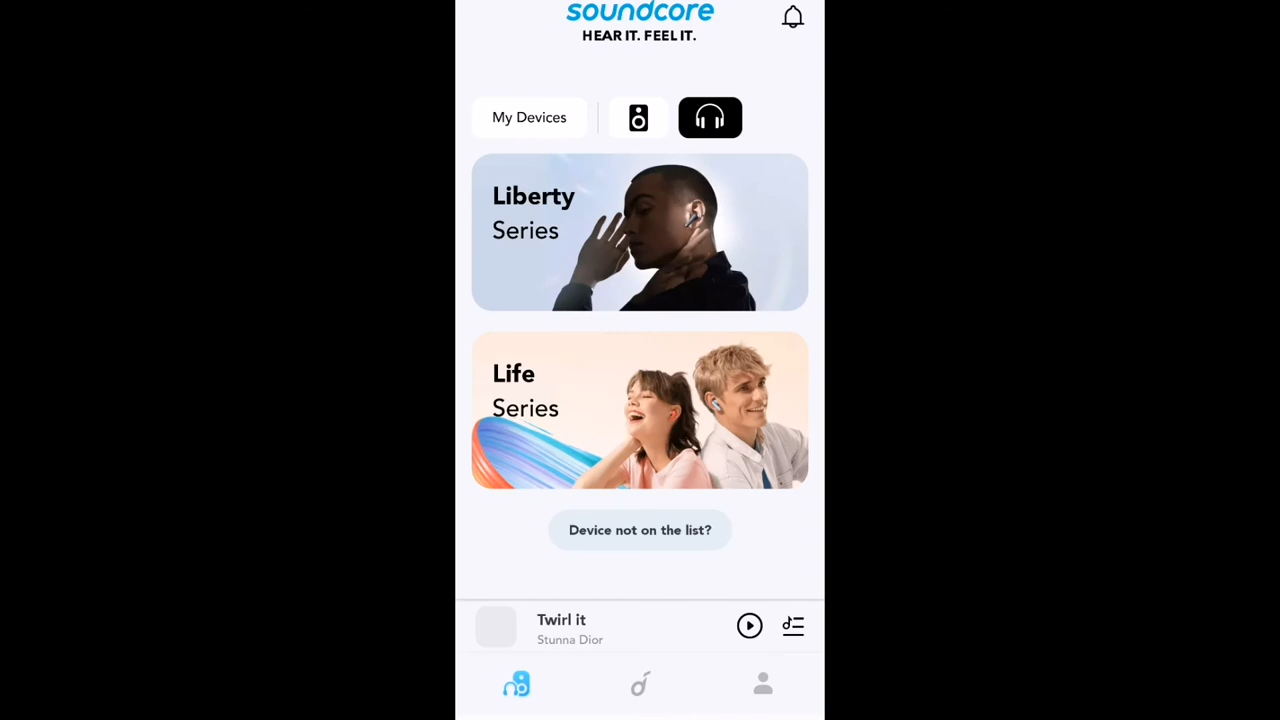 soundcore
HEAR IT. FEEL IT.
My Devices
Liberty
Series
Life
Series
Device not on the list?
Twirl it
Stunna Dior